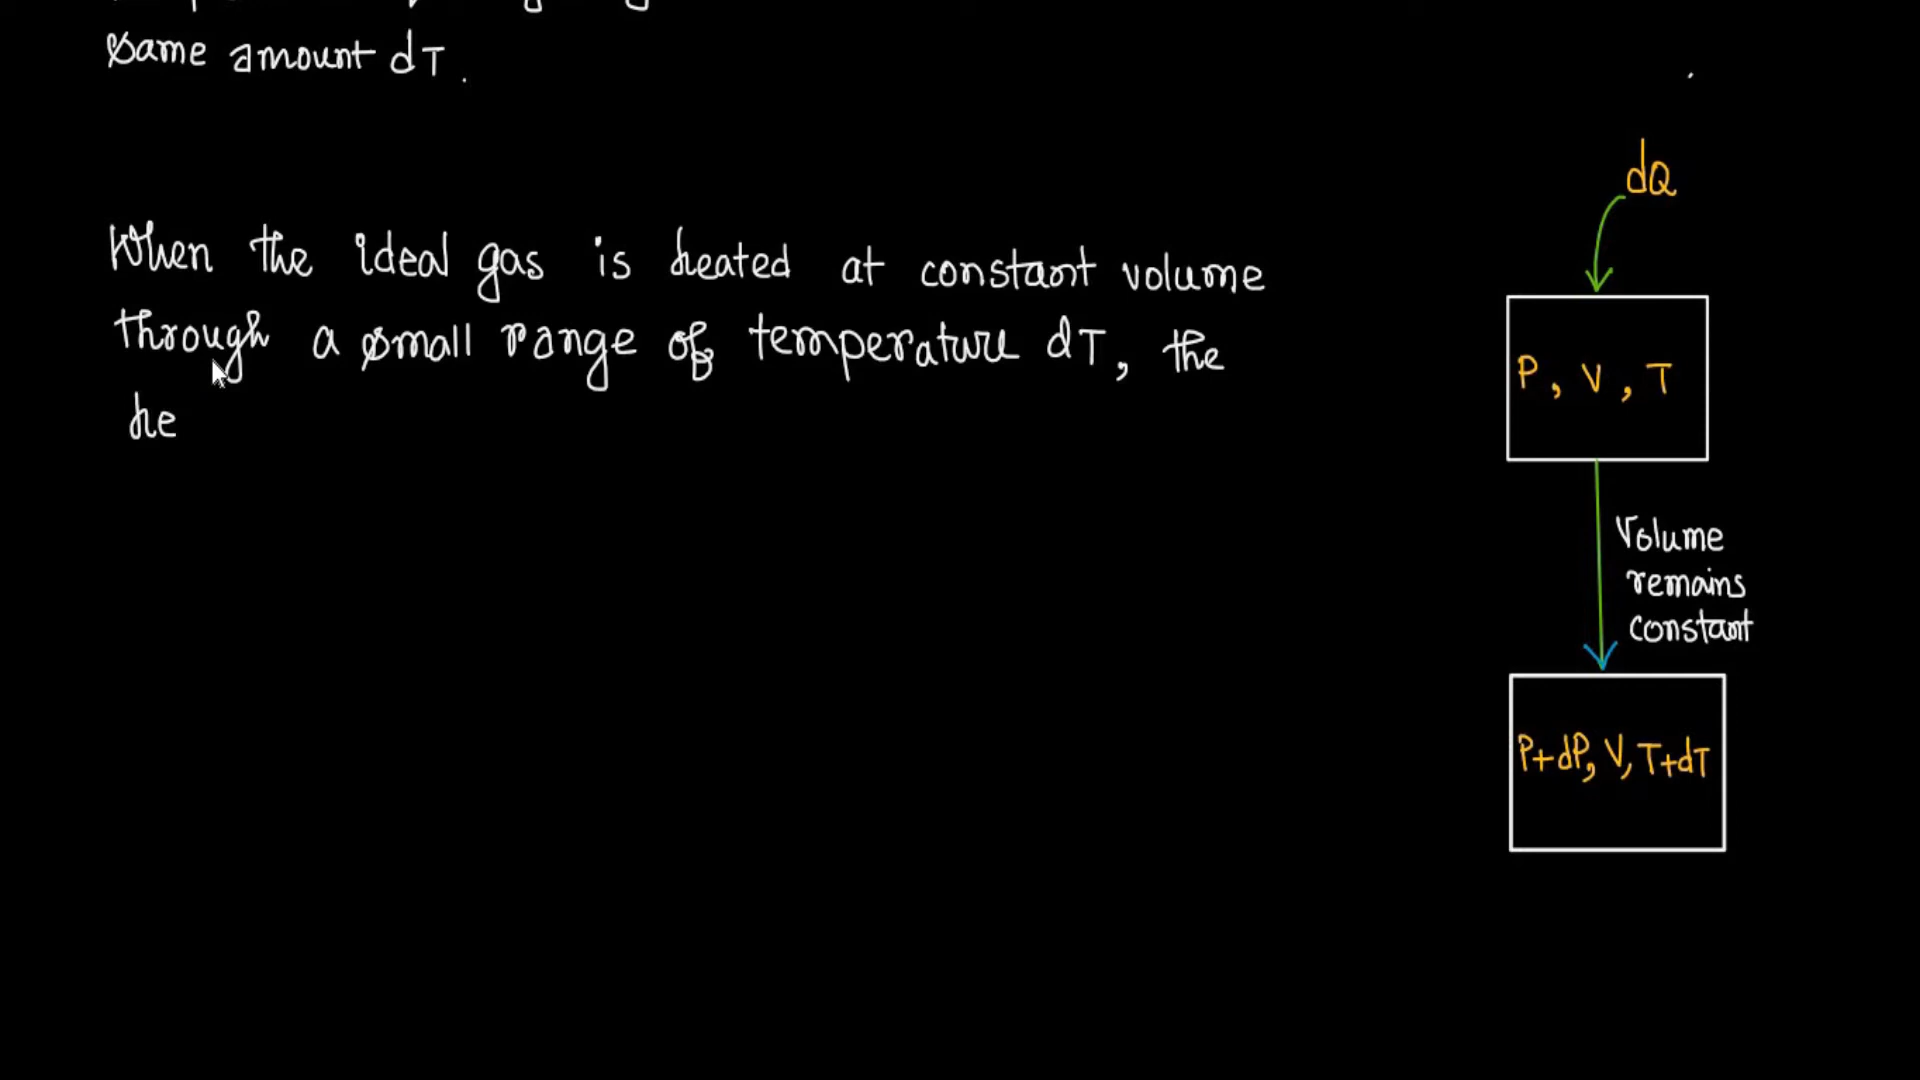 same amount dT.
When the ideal gas is heated at constant volume
through a small range of temperature dT, the
he
dQ
P, V, T
Volume
remains
constant
P+dP, V, T+dT